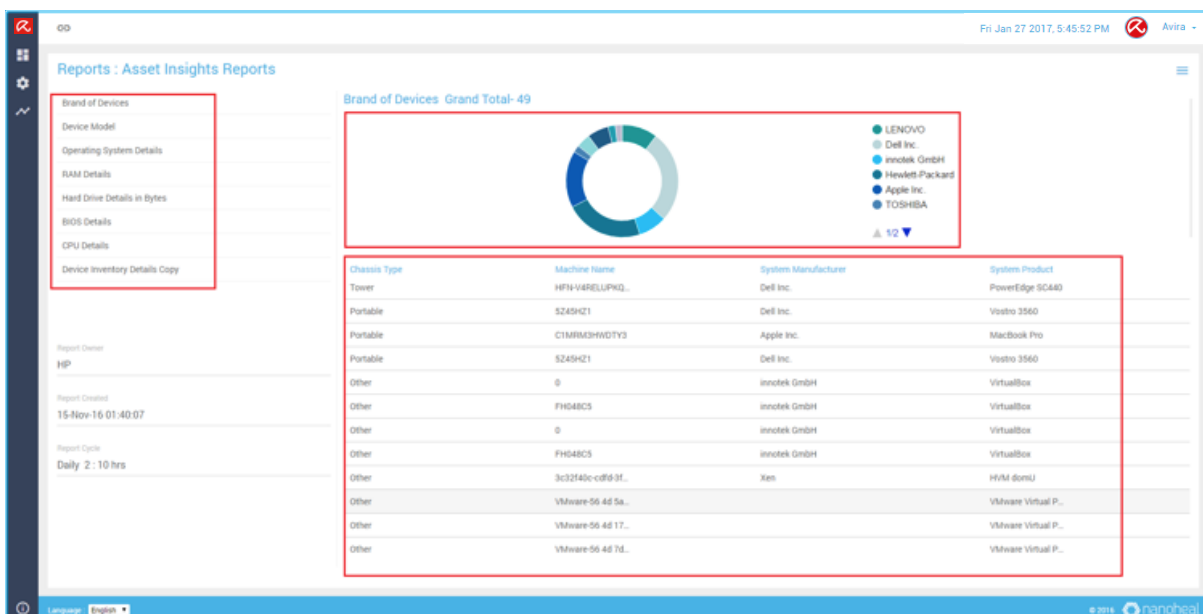 Fri Jan 27 2017, 5:45:52 PM
Avira
Reports : Asset Insights Reports
Brand of Devices
Device Model
Operating System Details
RAM Details
Hard Drive Details in Bytes
BIOS Details
CPU Details
Device Inventory Details Copy
Report Owner
HP
Report Created
15-Nov-16 01:40:07
Report Cycle
Daily 2 : 10 hrs
Brand of Devices Grand Total- 49
LENOVO
Dell Inc.
innotek GmbH
Hewlett-Packard
Apple Inc.
TOSHIBA
1/2
Chassis Type Machine Name System Manufacturer System Product
Tower HFN-V4RELUPKQ... Dell Inc. PowerEdge SC440
Portable 5Z45HZ1 Dell Inc. Vostro 3560
Portable C1MRM3HWDTY3 Apple Inc. MacBook Pro
Portable 5Z45HZ1 Dell Inc. Vostro 3560
Other 0 innotek GmbH VirtualBox
Other FH048C5 innotek GmbH VirtualBox
Other 0 innotek GmbH VirtualBox
Other FH048C5 innotek GmbH VirtualBox
Other 3c32f40c-cdfd-3f... Xen HVM domU
Other VMware-56 4d 5a... VMware Virtual P...
Other VMware-56 4d 17... VMware Virtual P...
Other VMware-56 4d 7d... VMware Virtual P...
Language : English
© 2016 nanoheal